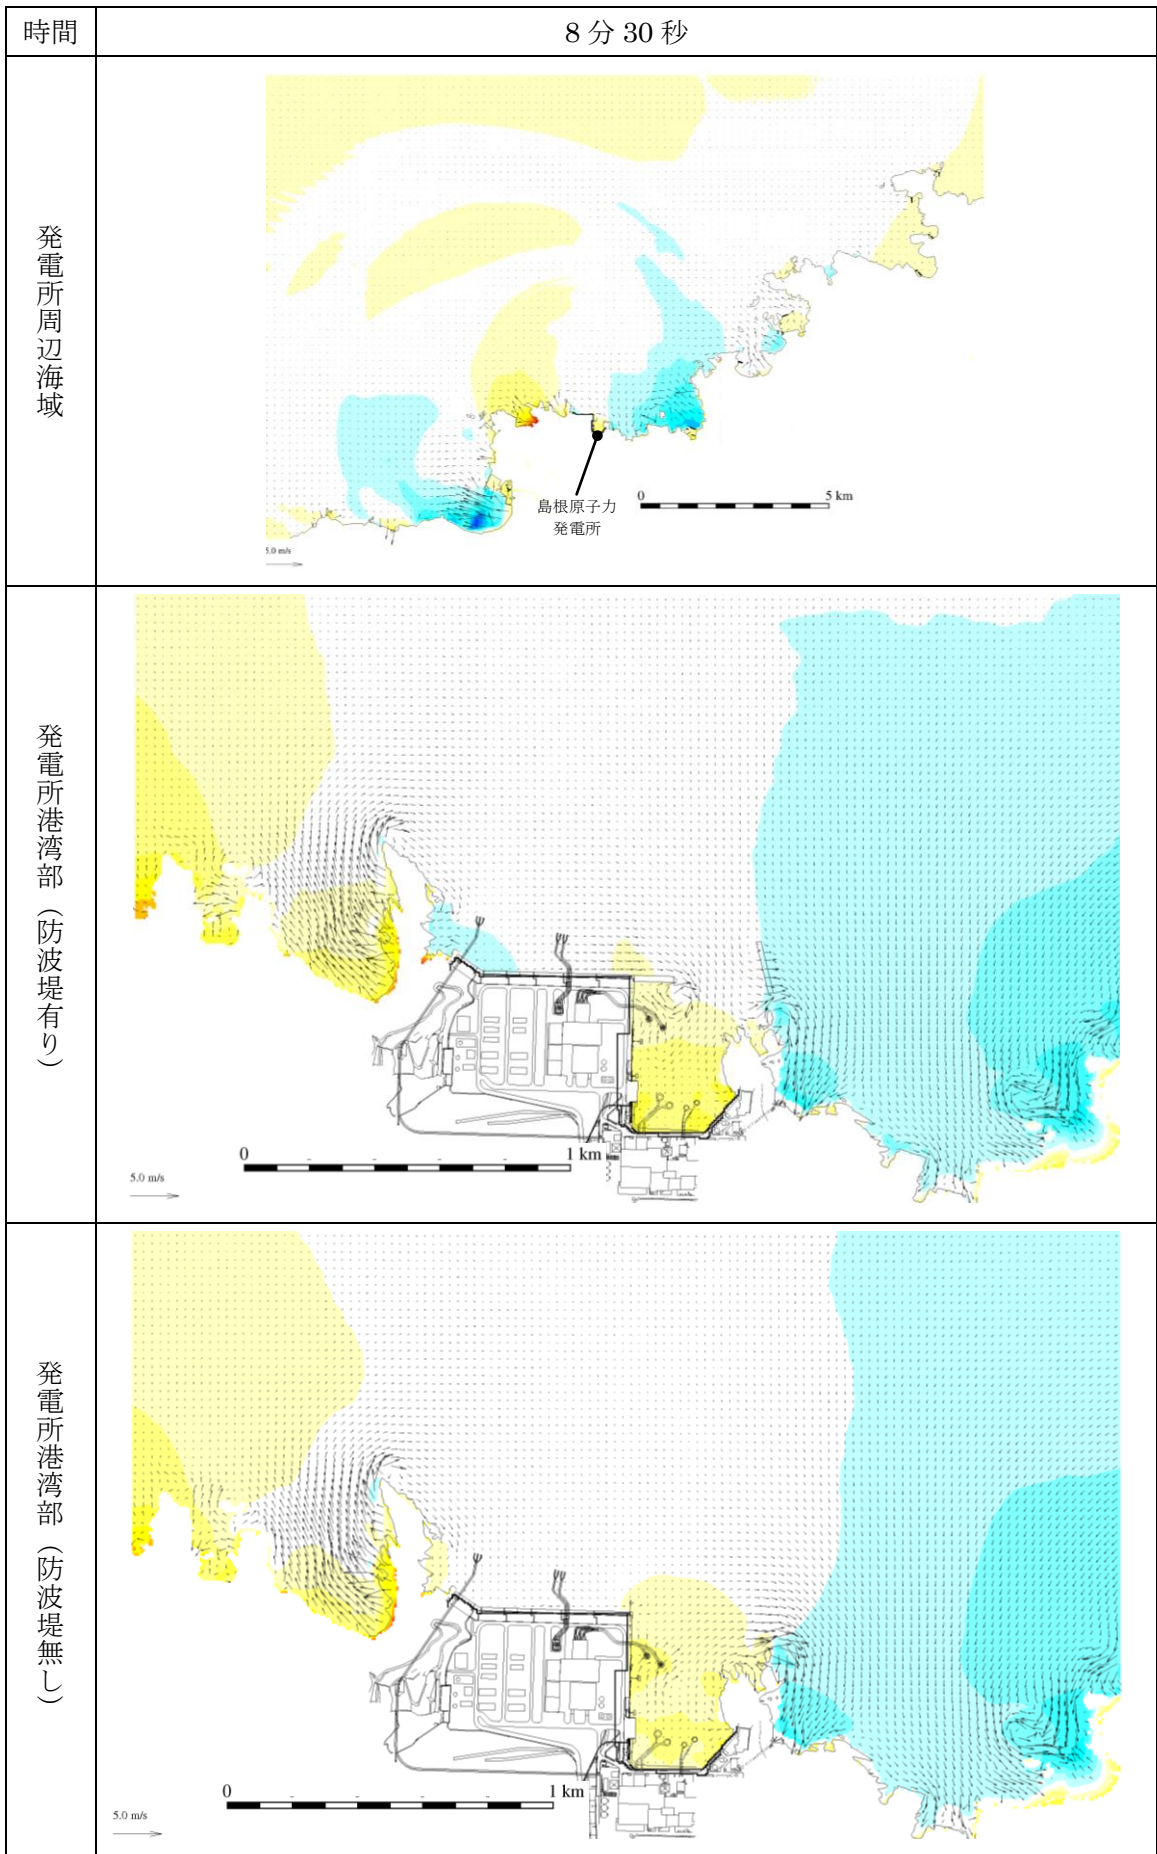 時間
8分30秒
発電所周辺海域
島根原子力
発電所
0
5 km
5.0 m/s
発電所港湾部（防波堤有り）
0
1 km
5.0 m/s
発電所港湾部（防波堤無し）
0
1 km
5.0 m/s